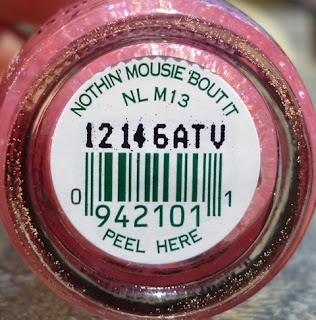 NOTHIN' MOUSIE 'BOUT IT
NL M13
12146ATV
0 942101 1
PEEL HERE